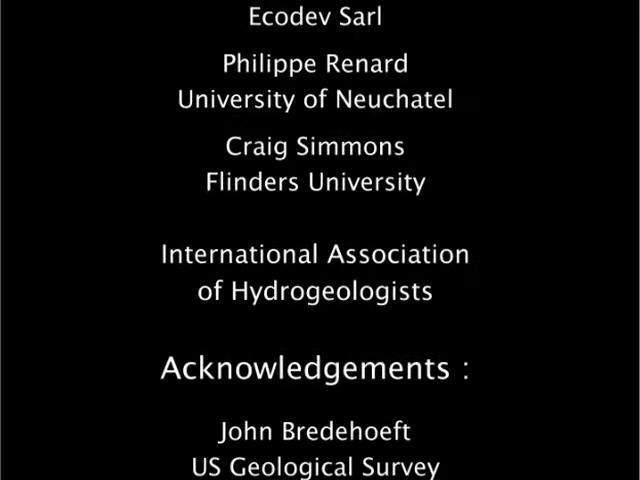 Ecodev Sarl
Philippe Renard
University of Neuchatel
Craig Simmons
Flinders University
International Association
of Hydrogeologists
Acknowledgements :
John Bredehoeft
US Geological Survey